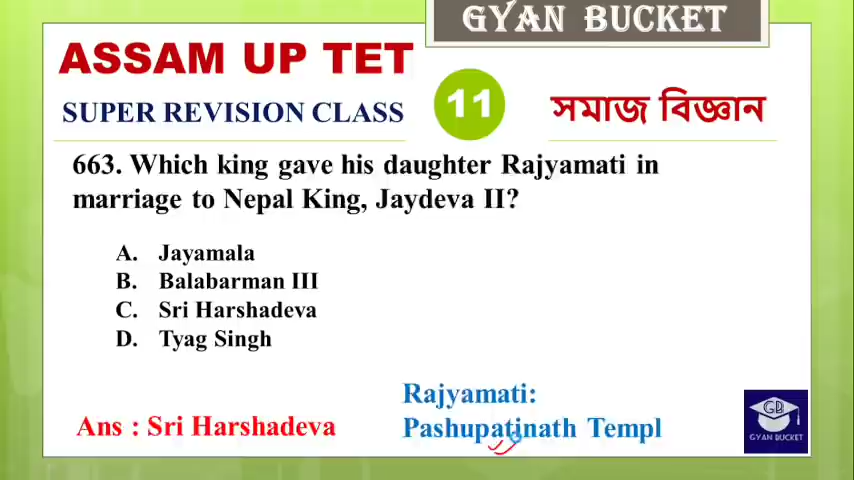 GYAN BUCKET
ASSAM UP TET
SUPER REVISION CLASS
11
সমাজ বিজ্ঞান
663. Which king gave his daughter Rajyamati in
marriage to Nepal King, Jaydeva II?
A. Jayamala
B. Balabarman III
C. Sri Harshadeva
D. Tyag Singh
Rajyamati:
Ans : Sri Harshadeva
Pashupatinath Templ
GB
GYAN BUCKET